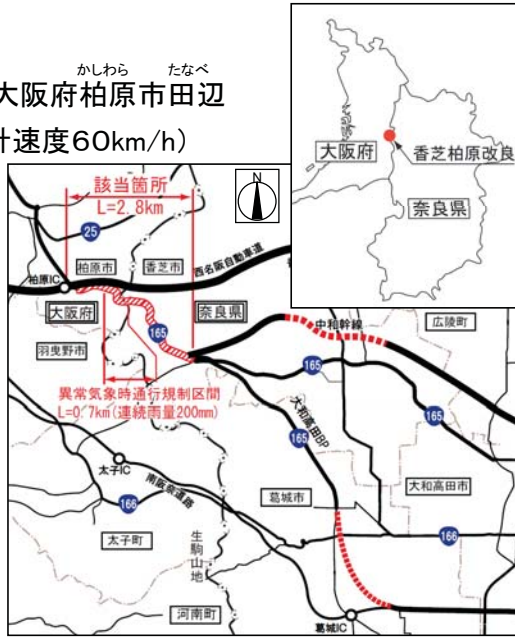 かしわら たなべ
大阪府柏原市田辺
計速度60km/h)
大阪府
香芝柏原改良
奈良県
該当箇所
L=2.8km
N
25
柏原市
香芝市
西名阪自動車道
柏原IC
大阪府
165
奈良県
中和幹線
広陵町
羽曳野市
165
異常気象時通行規制区間
L=0.7km(連続雨量200mm)
大和高田BP
165
165
太子IC
南阪奈道路
葛城市
大和高田市
166
166
太子町
生駒山地
河南町
葛城IC